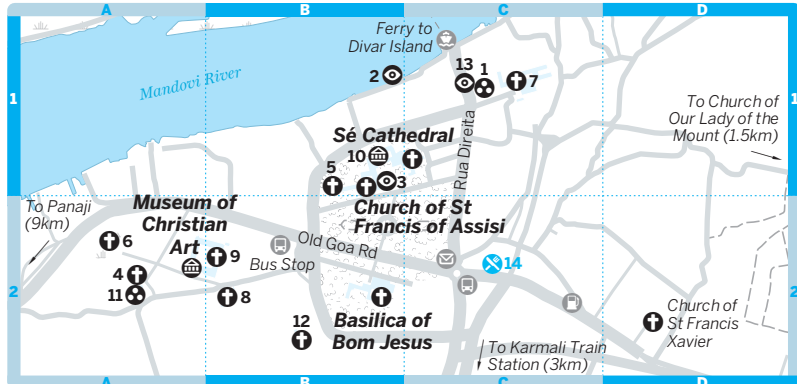 A
B
C
D
Ferry to
Divar Island
Mandovi River
2
13
1
7
1
1
To Church of
Our Lady of the
Mount (1.5km)
Sé Cathedral
10
Rua Direita
5
3
Church of St
Francis of Assisi
To Panaji
(9km)
Museum of
Christian
Art
6
9
Bus Stop
Old Goa Rd
14
4
11
8
2
2
12
Basilica of
Bom Jesus
Church of
St Francis
Xavier
To Karmali Train
Station (3km)
A
B
C
D